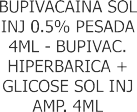 BUPIVACAINA SOL
INJ 0.5% PESADA
4ML - BUPIVAC.
HIPERBARICA +
GLICOSE SOL INJ
AMP. 4ML